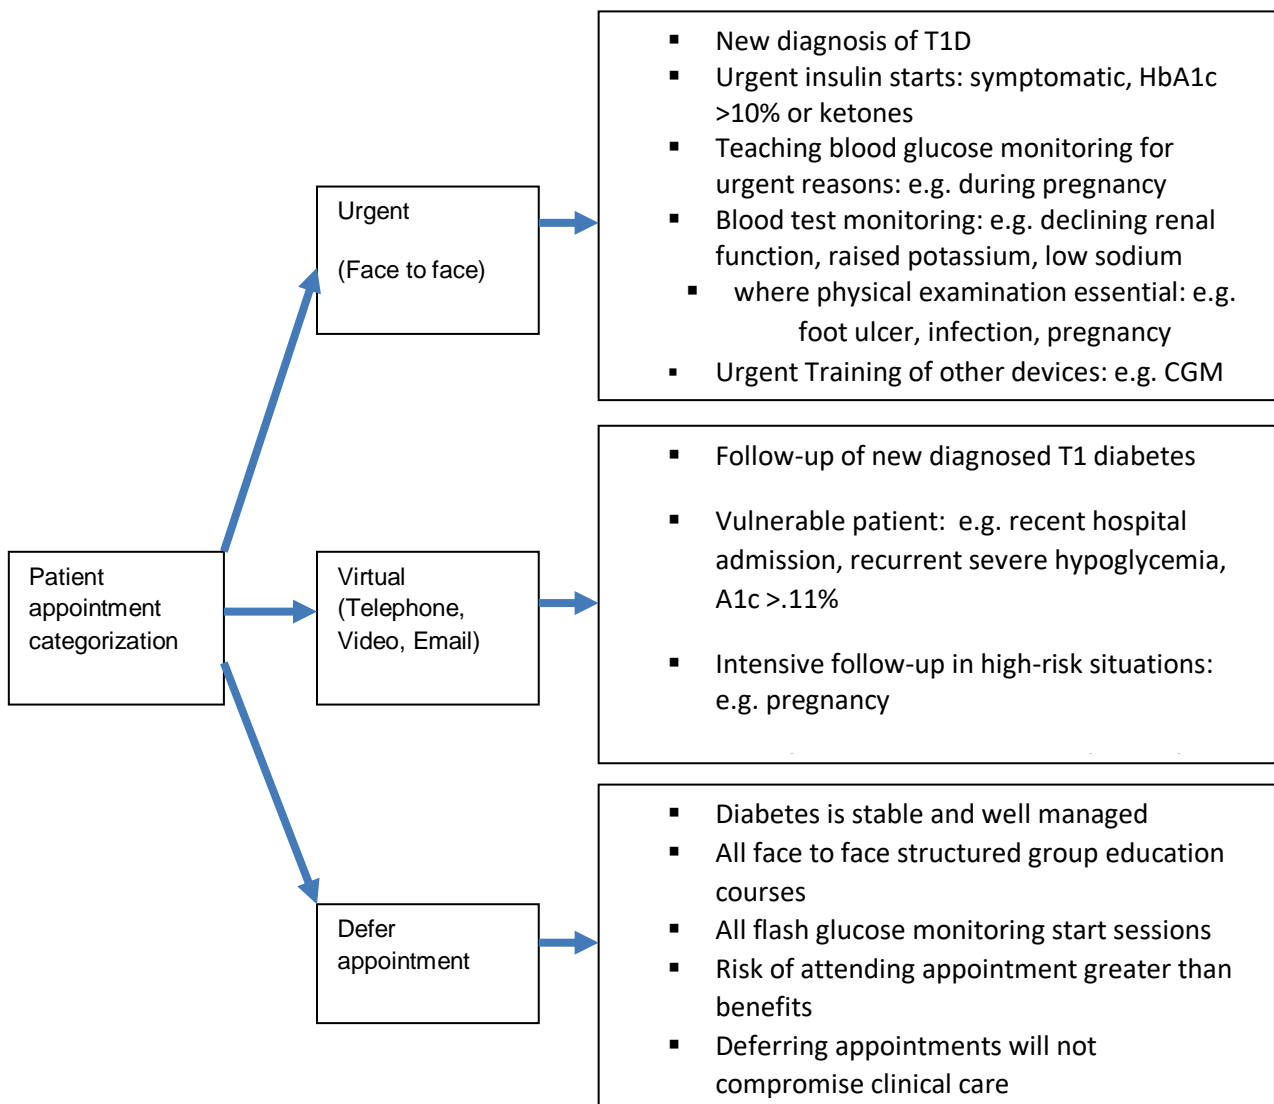 Patient
appointment
categorization
Urgent
(Face to face)
▪ New diagnosis of T1D
▪ Urgent insulin starts: symptomatic, HbA1c
>10% or ketones
▪ Teaching blood glucose monitoring for
urgent reasons: e.g. during pregnancy
▪ Blood test monitoring: e.g. declining renal
function, raised potassium, low sodium
▪ where physical examination essential: e.g.
foot ulcer, infection, pregnancy
▪ Urgent Training of other devices: e.g. CGM
Virtual
(Telephone,
Video, Email)
▪ Follow-up of new diagnosed T1 diabetes
▪ Vulnerable patient:  e.g. recent hospital
admission, recurrent severe hypoglycemia,
A1c >.11%
▪ Intensive follow-up in high-risk situations:
e.g. pregnancy
Defer
appointment
▪ Diabetes is stable and well managed
▪ All face to face structured group education
courses
▪ All flash glucose monitoring start sessions
▪ Risk of attending appointment greater than
benefits
▪ Deferring appointments will not
compromise clinical care